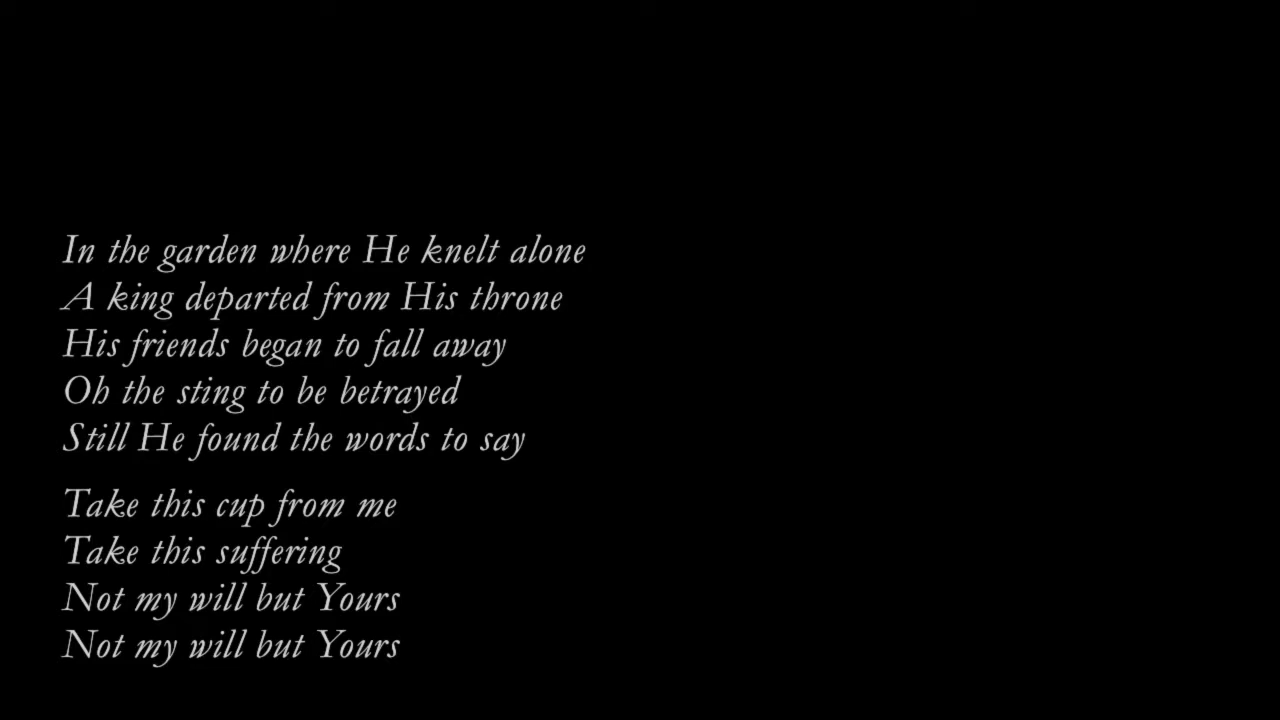 In the garden where He knelt alone
A king departed from His throne
His friends began to fall away
Oh the sting to be betrayed
Still He found the words to say
Take this cup from me
Take this suffering
Not my will but Yours
Not my will but Yours